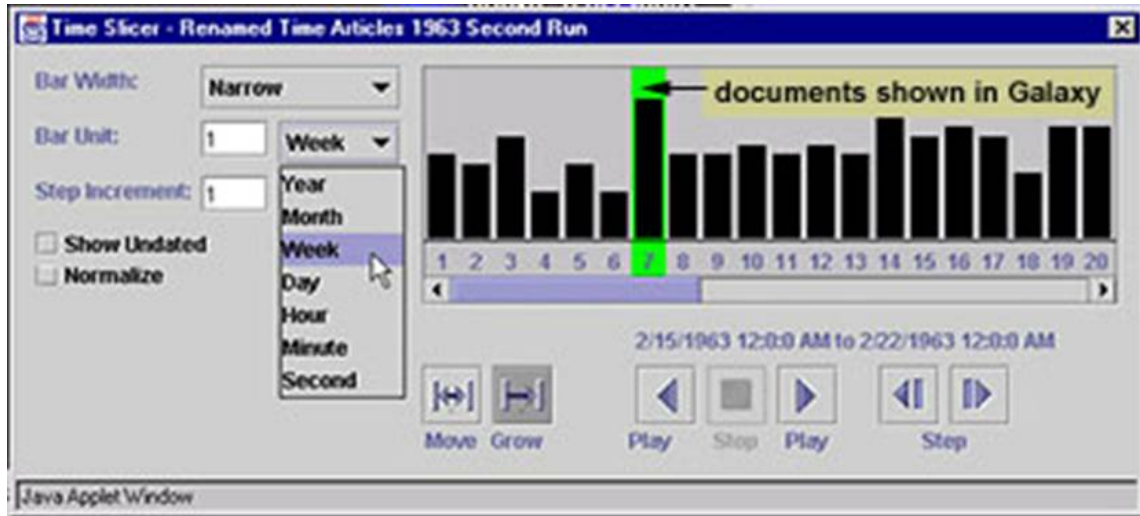 Time Slicer - Renamed Time Articles 1963 Second Run
Bar Width:
Narrow
Bar Unit:
1
Week
Step Increment:
1
Year
Month
Week
Day
Hour
Minute
Second
Show Undated
Normalize
documents shown in Galaxy
1 2 3 4 5 6 7 8 9 10 11 12 13 14 15 16 17 18 19 20
2/15/1963 12:0:0 AM to 2/22/1963 12:0:0 AM
Move Grow Play Stop Play Step
Java Applet Window